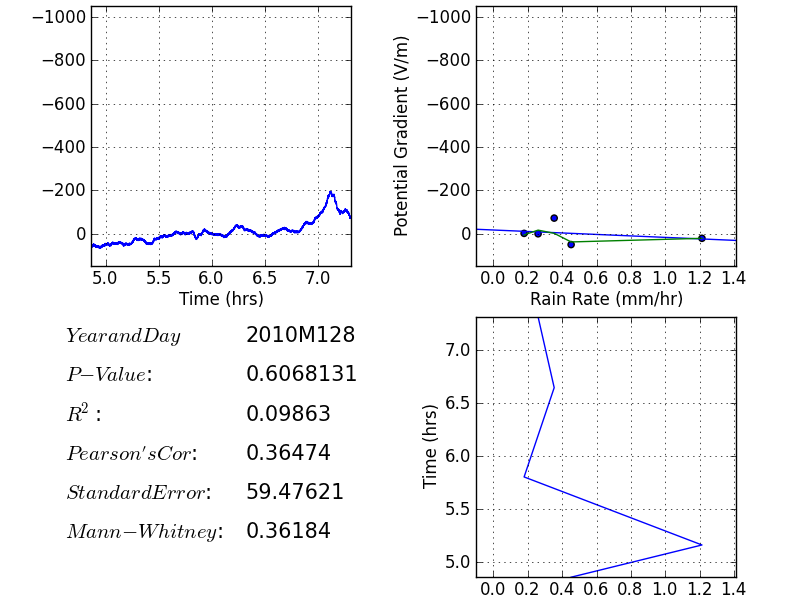 −1000
−800
−600
−400
−200
0
5.0 5.5 6.0 6.5 7.0
Time (hrs)
Potential Gradient (V/m)
−1000
−800
−600
−400
−200
0
0.0 0.2 0.4 0.6 0.8 1.0 1.2 1.4
Rain Rate (mm/hr)
YearandDay 2010M128
P−Value: 0.6068131
R² : 0.09863
Pearson'sCor: 0.36474
StandardError: 59.47621
Mann−Whitney: 0.36184
Time (hrs)
7.0
6.5
6.0
5.5
5.0
0.0 0.2 0.4 0.6 0.8 1.0 1.2 1.4